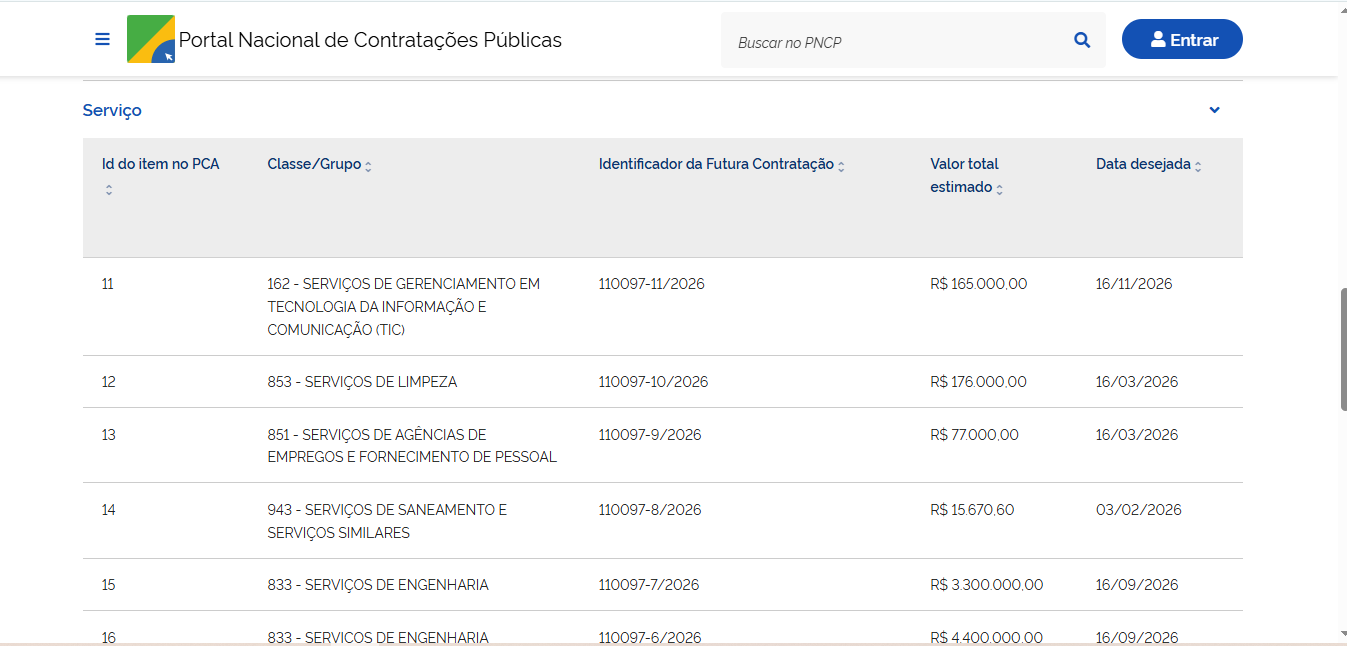 Portal Nacional de Contratações Públicas
Buscar no PNCP
Entrar
Serviço
Id do item no PCA
Classe/Grupo
Identificador da Futura Contratação
Valor total
estimado
Data desejada
11
162 - SERVIÇOS DE GERENCIAMENTO EM
TECNOLOGIA DA INFORMAÇÃO E
COMUNICAÇÃO (TIC)
110097-11/2026
R$ 165.000,00
16/11/2026
12
853 - SERVIÇOS DE LIMPEZA
110097-10/2026
R$ 176.000,00
16/03/2026
13
851 - SERVIÇOS DE AGÊNCIAS DE
EMPREGOS E FORNECIMENTO DE PESSOAL
110097-9/2026
R$ 77.000,00
16/03/2026
14
943 - SERVIÇOS DE SANEAMENTO E
SERVIÇOS SIMILARES
110097-8/2026
R$ 15.670,60
03/02/2026
15
833 - SERVIÇOS DE ENGENHARIA
110097-7/2026
R$ 3.300.000,00
16/09/2026
16
833 - SERVIÇOS DE ENGENHARIA
110097-6/2026
R$ 4.400.000,00
16/09/2026